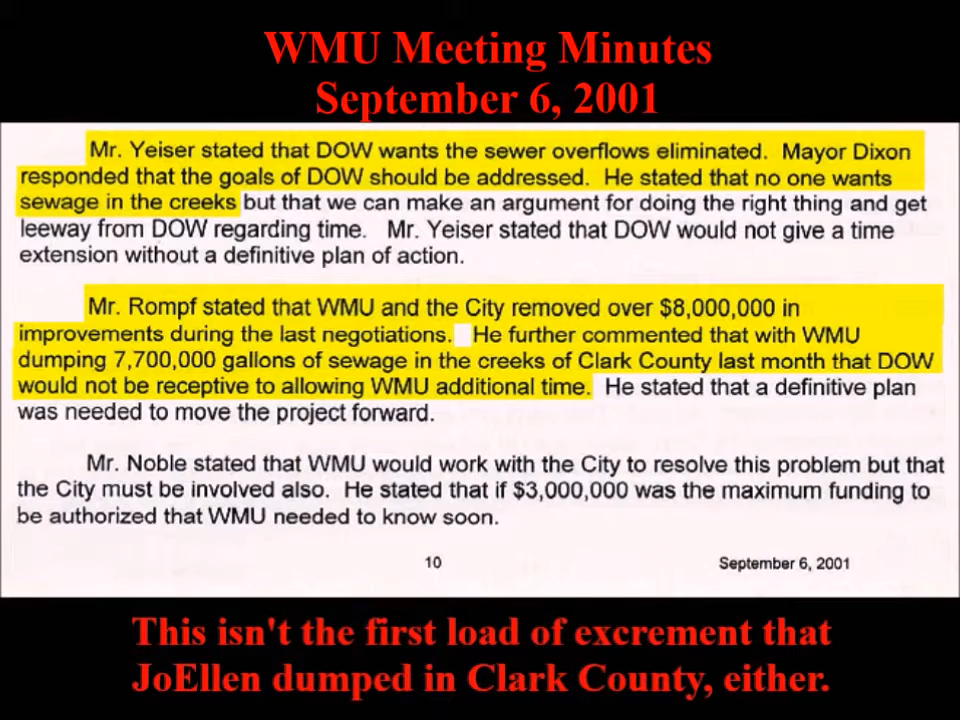 WMU Meeting Minutes
September 6, 2001
Mr. Yeiser stated that DOW wants the sewer overflows eliminated. Mayor Dixon
responded that the goals of DOW should be addressed. He stated that no one wants
sewage in the creeks but that we can make an argument for doing the right thing and get
leeway from DOW regarding time. Mr. Yeiser stated that DOW would not give a time
extension without a definitive plan of action.
Mr. Rompf stated that WMU and the City removed over $8,000,000 in
improvements during the last negotiations. He further commented that with WMU
dumping 7,700,000 gallons of sewage in the creeks of Clark County last month that DOW
would not be receptive to allowing WMU additional time. He stated that a definitive plan
was needed to move the project forward.
Mr. Noble stated that WMU would work with the City to resolve this problem but that
the City must be involved also. He stated that if $3,000,000 was the maximum funding to
be authorized that WMU needed to know soon.
10 September 6, 2001
This isn't the first load of excrement that
JoEllen dumped in Clark County, either.